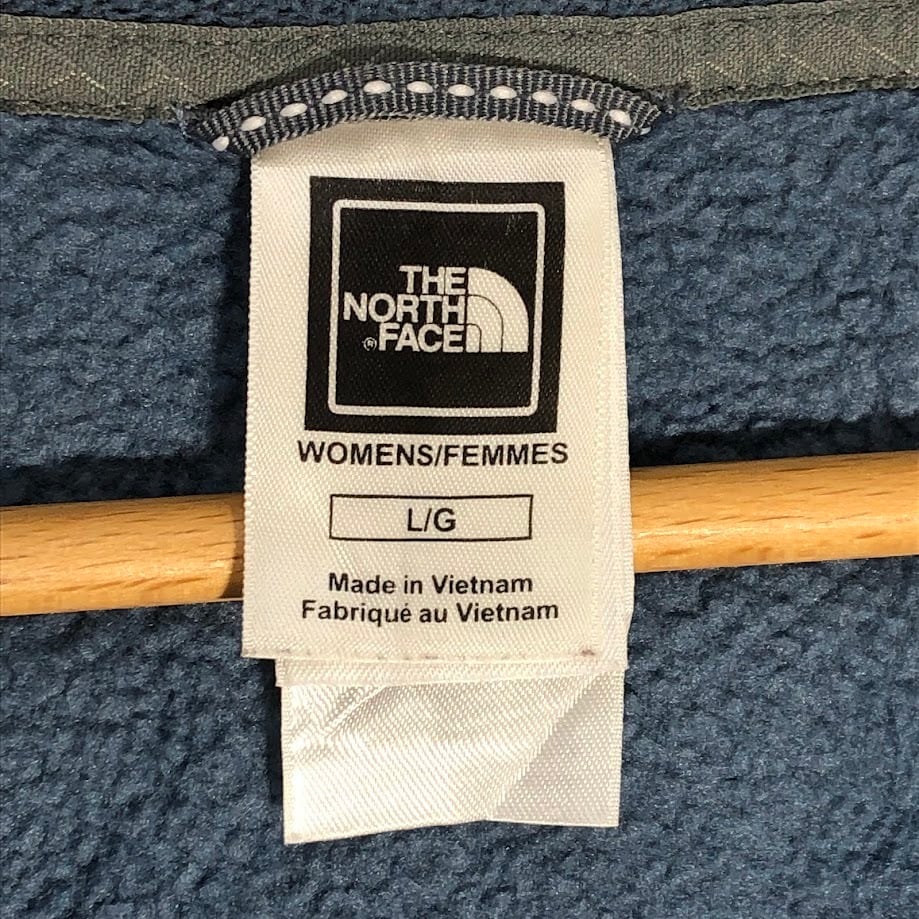 THE
NORTH
® FACE
WOMENS/FEMMES
L/G
Made in Vietnam
Fabriqué au Vietnam